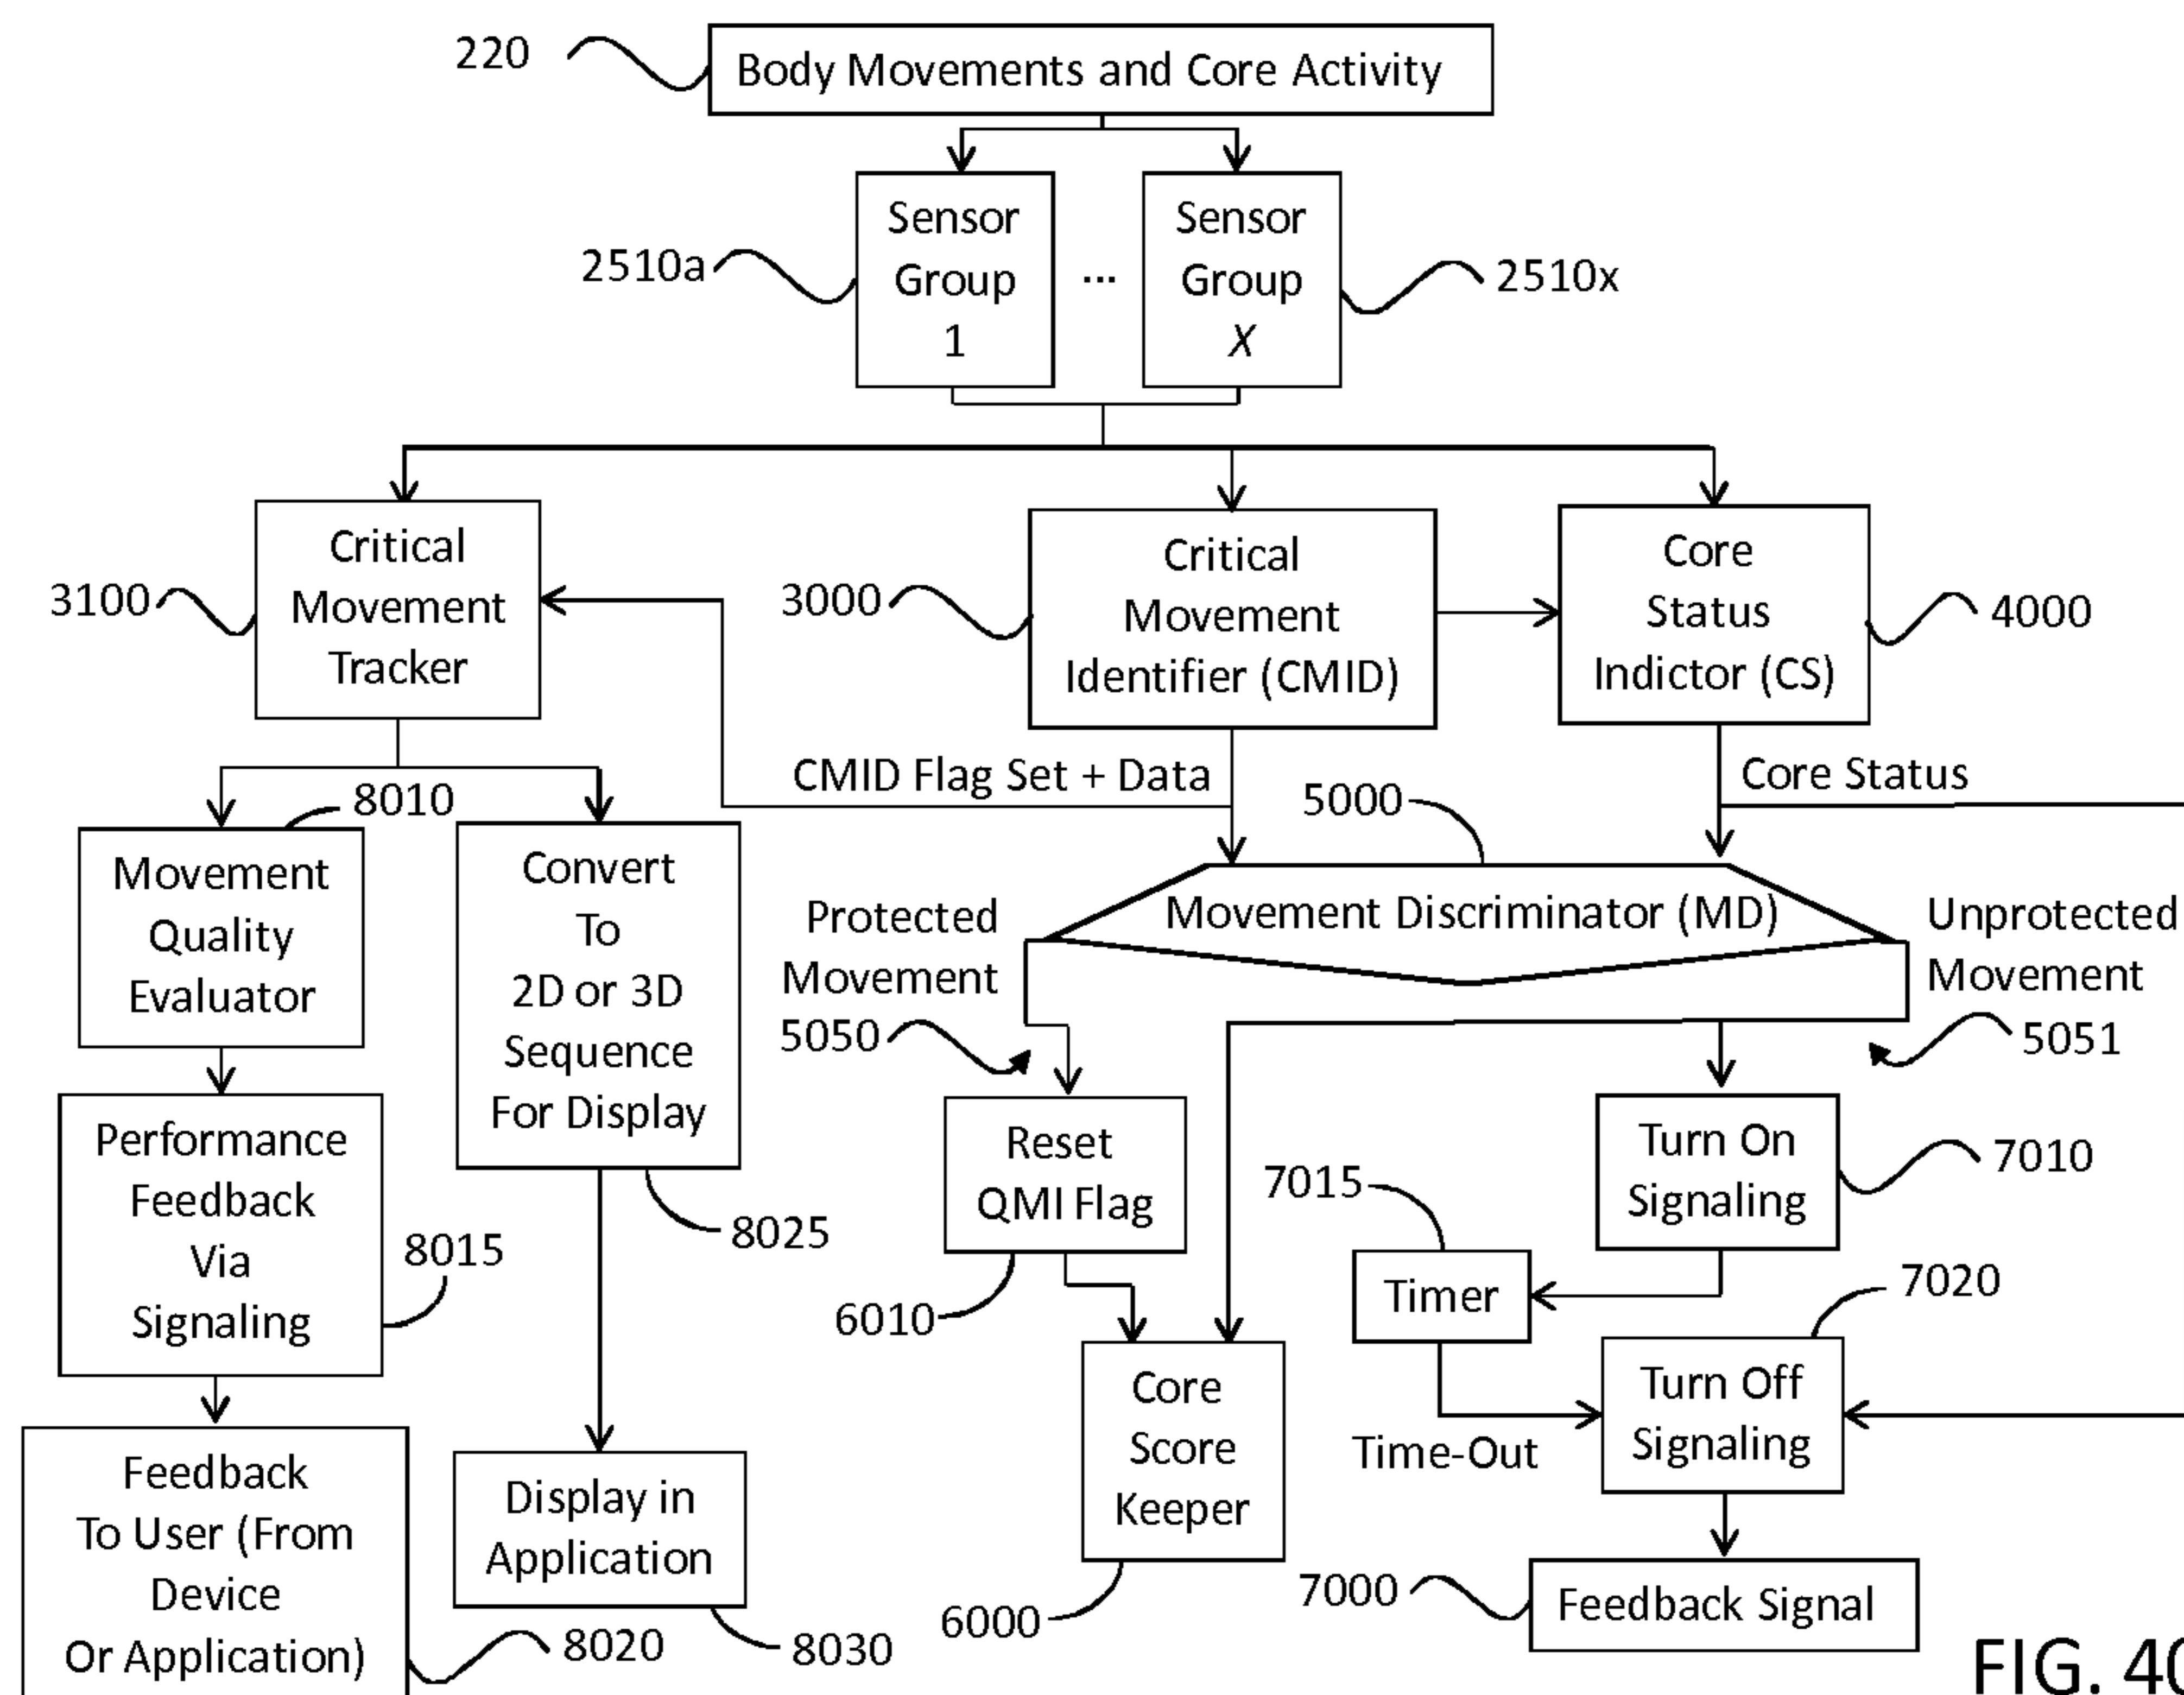 220
Body Movements and Core Activity
2510a
Sensor
Group
1
...
Sensor
Group
X
2510x
3100
Critical
Movement
Tracker
3000
Critical
Movement
Identifier (CMID)
Core
Status
Indictor (CS)
4000
CMID Flag Set + Data
Core Status
8010
5000
Movement
Quality
Evaluator
Convert
To
2D or 3D
Sequence
For Display
Protected
Movement
5050
Movement Discriminator (MD)
Unprotected
Movement
5051
Performance
Feedback
Via
Signaling
8015
8025
Reset
QMI Flag
6010
7015
Timer
Turn On
Signaling
7010
7020
Core
Score
Keeper
6000
Time-Out
Turn Off
Signaling
Feedback
To User (From
Device
Or Application)
8020
Display in
Application
8030
7000
Feedback Signal
FIG. 40